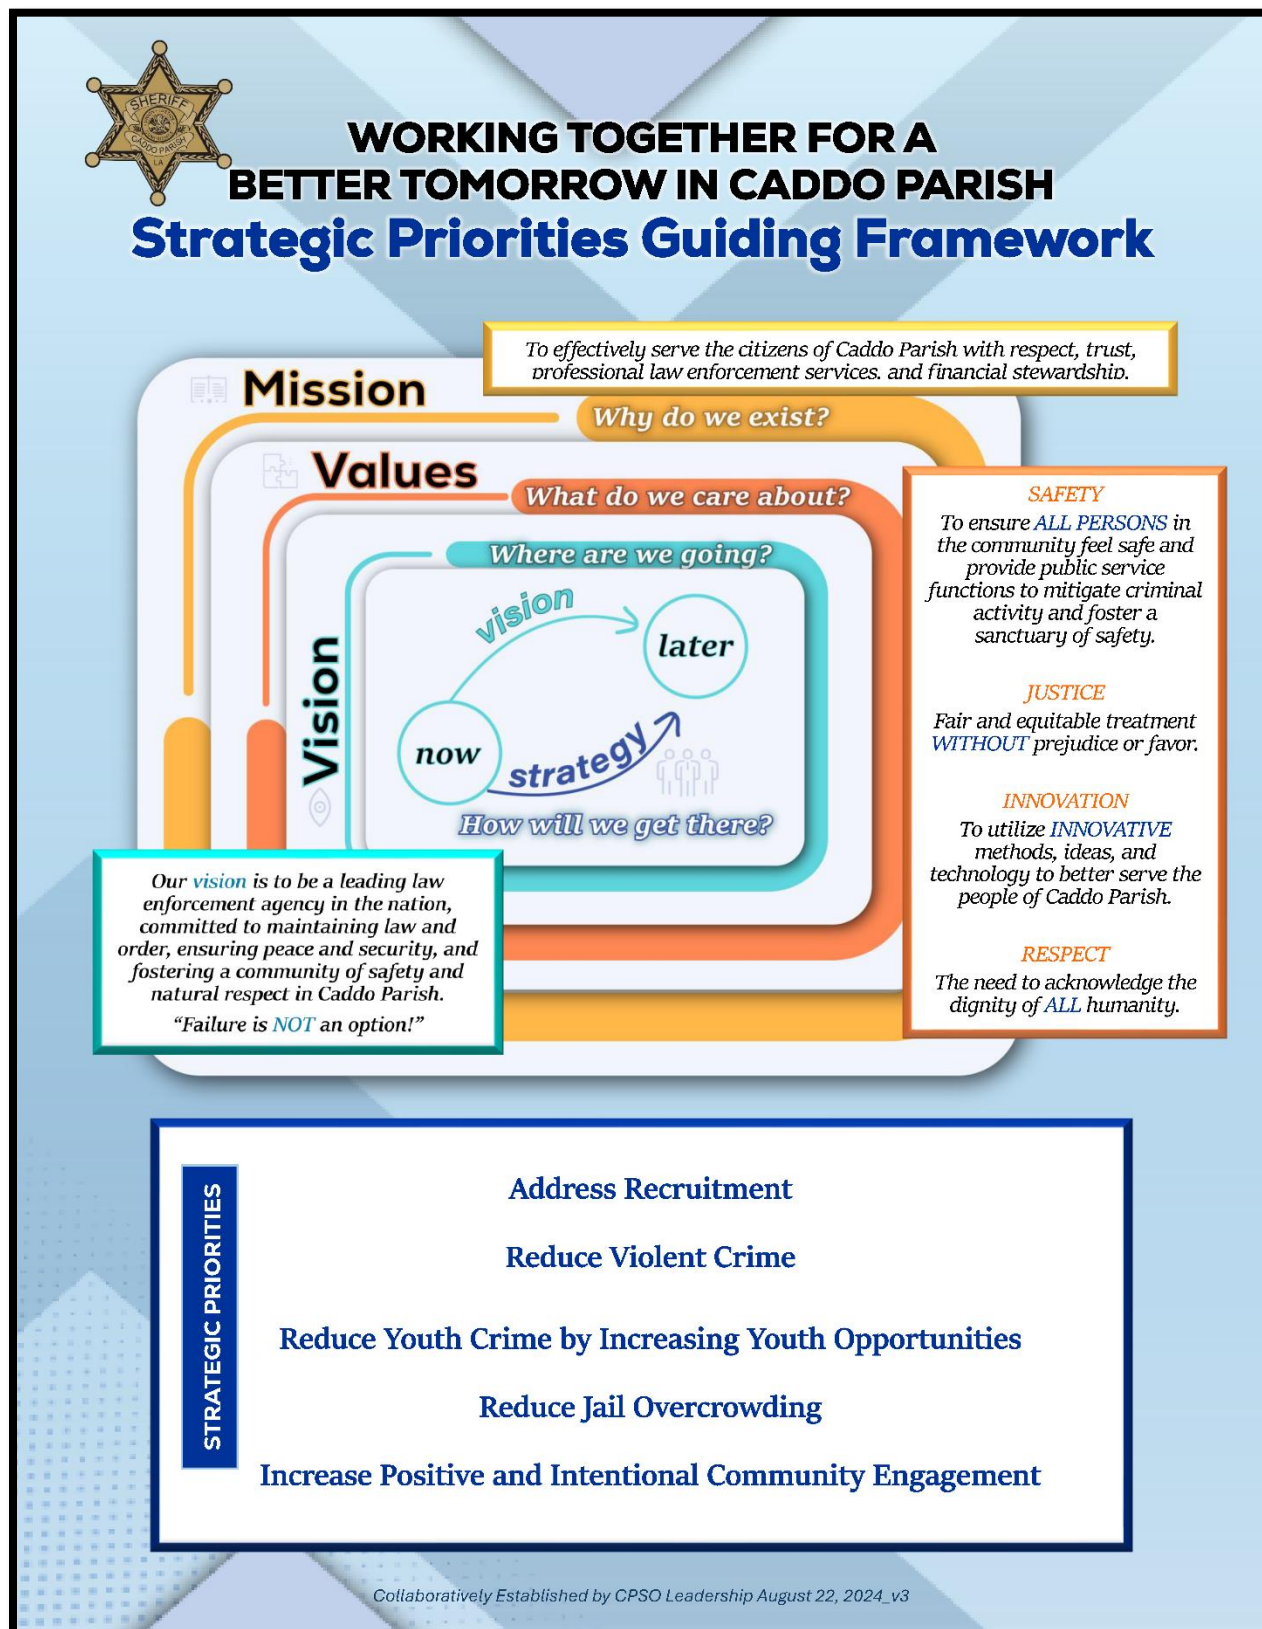 SHERIFF
CADDO PARISH
LA
WORKING TOGETHER FOR A
BETTER TOMORROW IN CADDO PARISH
Strategic Priorities Guiding Framework
To effectively serve the citizens of Caddo Parish with respect, trust,
professional law enforcement services, and financial stewardship.
Mission
Why do we exist?
Values
What do we care about?
Where are we going?
Vision
vision
later
now
strategy
How will we get there?
SAFETY
To ensure ALL PERSONS in
the community feel safe and
provide public service
functions to mitigate criminal
activity and foster a
sanctuary of safety.
JUSTICE
Fair and equitable treatment
WITHOUT prejudice or favor.
INNOVATION
To utilize INNOVATIVE
methods, ideas, and
technology to better serve the
people of Caddo Parish.
RESPECT
The need to acknowledge the
dignity of ALL humanity.
Our vision is to be a leading law
enforcement agency in the nation,
committed to maintaining law and
order, ensuring peace and security, and
fostering a community of safety and
natural respect in Caddo Parish.
“Failure is NOT an option!”
STRATEGIC PRIORITIES
Address Recruitment
Reduce Violent Crime
Reduce Youth Crime by Increasing Youth Opportunities
Reduce Jail Overcrowding
Increase Positive and Intentional Community Engagement
Collaboratively Established by CPSO Leadership August 22, 2024_v3